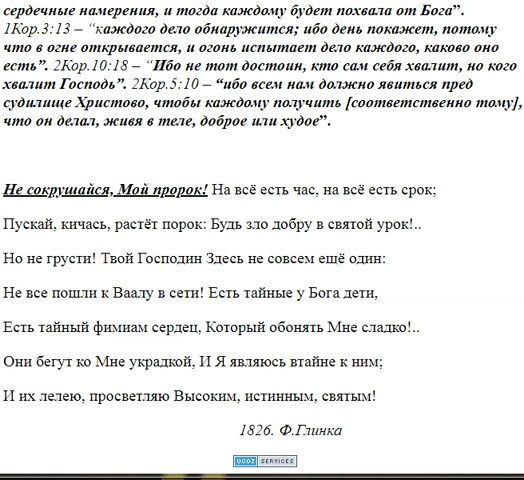 сердечные намерения, и тогда каждому будет похвала от Бога”.
1Кор.3:13 – “каждого дело обнаружится; ибо день покажет, потому
что в огне открывается, и огонь испытает дело каждого, каково оно
есть”. 2Кор.10:18 – “Ибо не тот достоин, кто сам себя хвалит, но кого
хвалит Господь”. 2Кор.5:10 – “ибо всем нам должно явиться пред
судилище Христово, чтобы каждому получить [соответственно тому],
что он делал, живя в теле, доброе или худое”.
Не сокрушайся, Мой пророк! На всё есть час, на всё есть срок;
Пускай, кичась, растёт порок: Будь зло добру в святой урок!..
Но не грусти! Твой Господин Здесь не совсем ещё один:
Не все пошли к Ваалу в сети! Есть тайные у Бога дети,
Есть тайный фимиам сердец, Который обонять Мне сладко!..
Они бегут ко Мне украдкой, И Я являюсь втайне к ним;
И их лелею, просветляю Высоким, истинным, святым!
1826. Ф.Глинка
UCOZ SERVICES